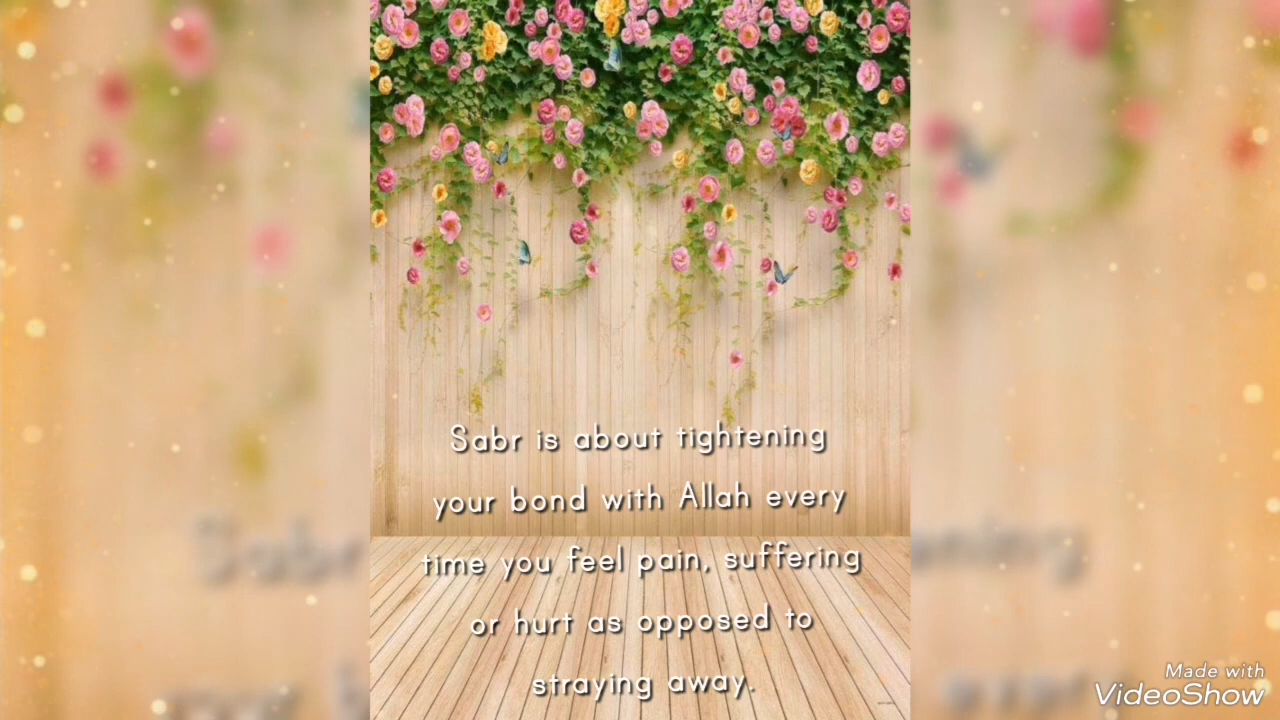 Sabr is about tightening
your bond with Allah every
time you feel pain, suffering
or hurt as opposed to
straying away.
Made with
VideoShow